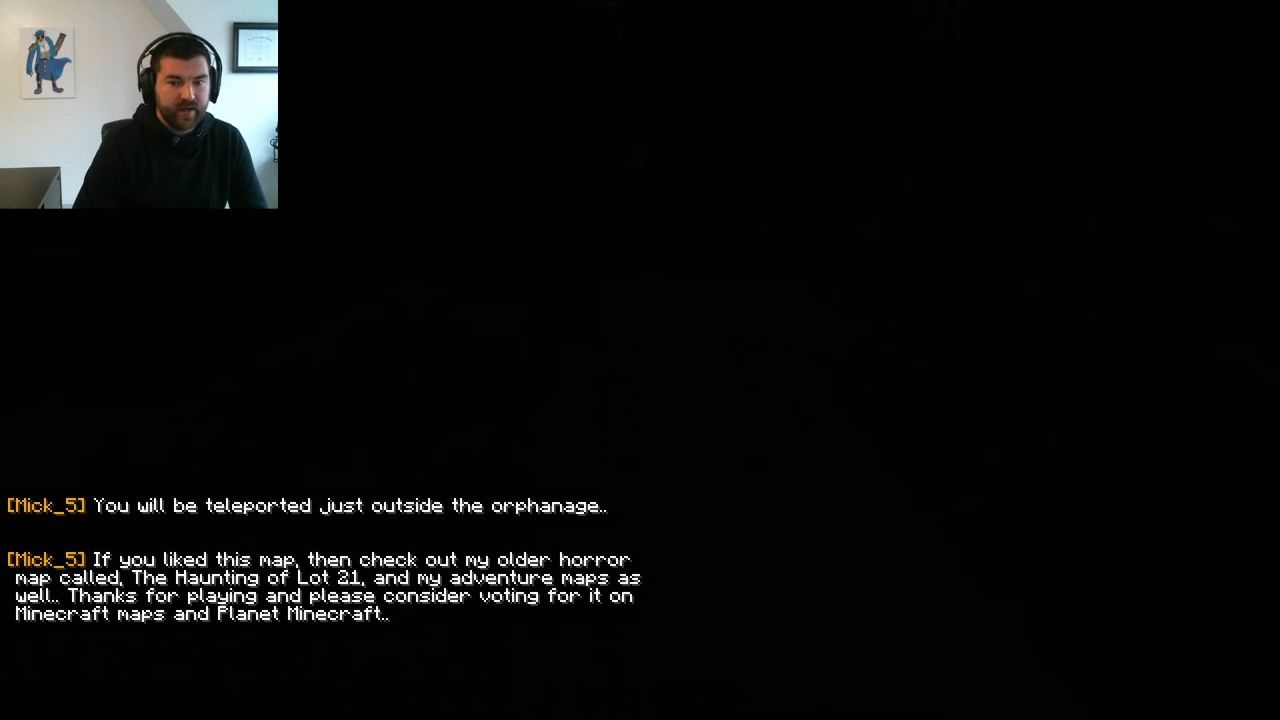 [Mick_5] You will be teleported just outside the orphanage..
[Mick_5] If you liked this map, then check out my older horror
map called, The Haunting of Lot 21, and my adventure maps as
well.. Thanks for playing and please consider voting for it on
Minecraft maps and Planet Minecraft..